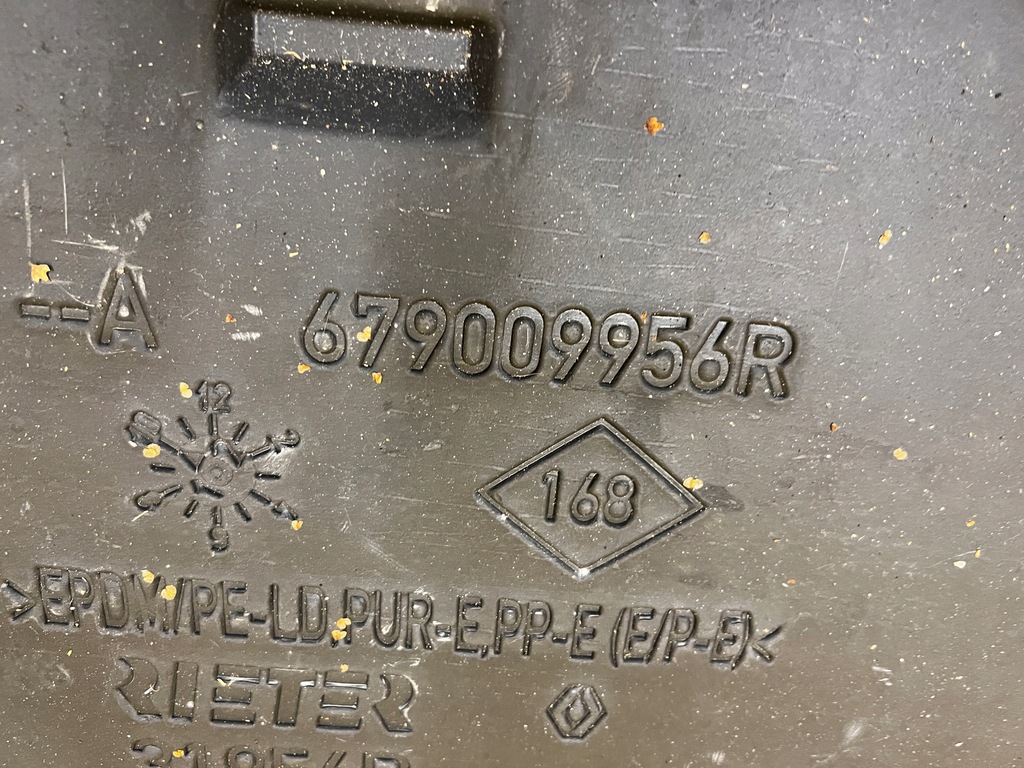 --A
679009956R
12
168
>EPDM/PE-LD,PUR-E,PP-E (E/P-E)<
RIETER